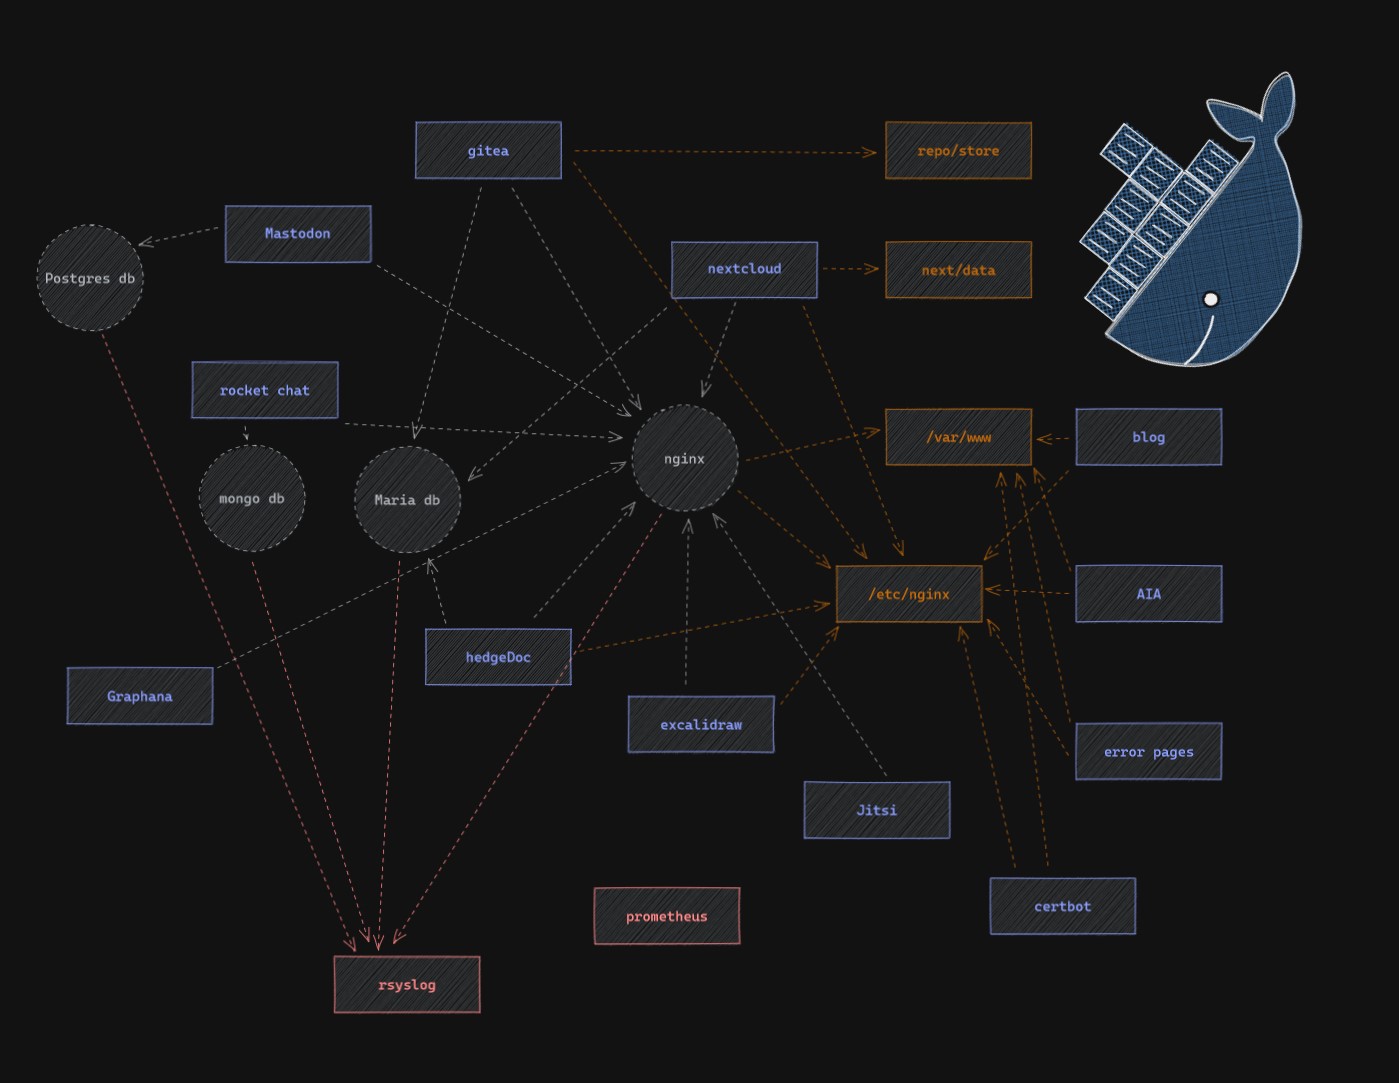 gitea
repo/store
Mastodon
nextcloud
next/data
Postgres db
rocket chat
/var/www
blog
nginx
mongo db
Maria db
/etc/nginx
AIA
hedgeDoc
Graphana
excalidraw
error pages
Jitsi
certbot
prometheus
rsyslog